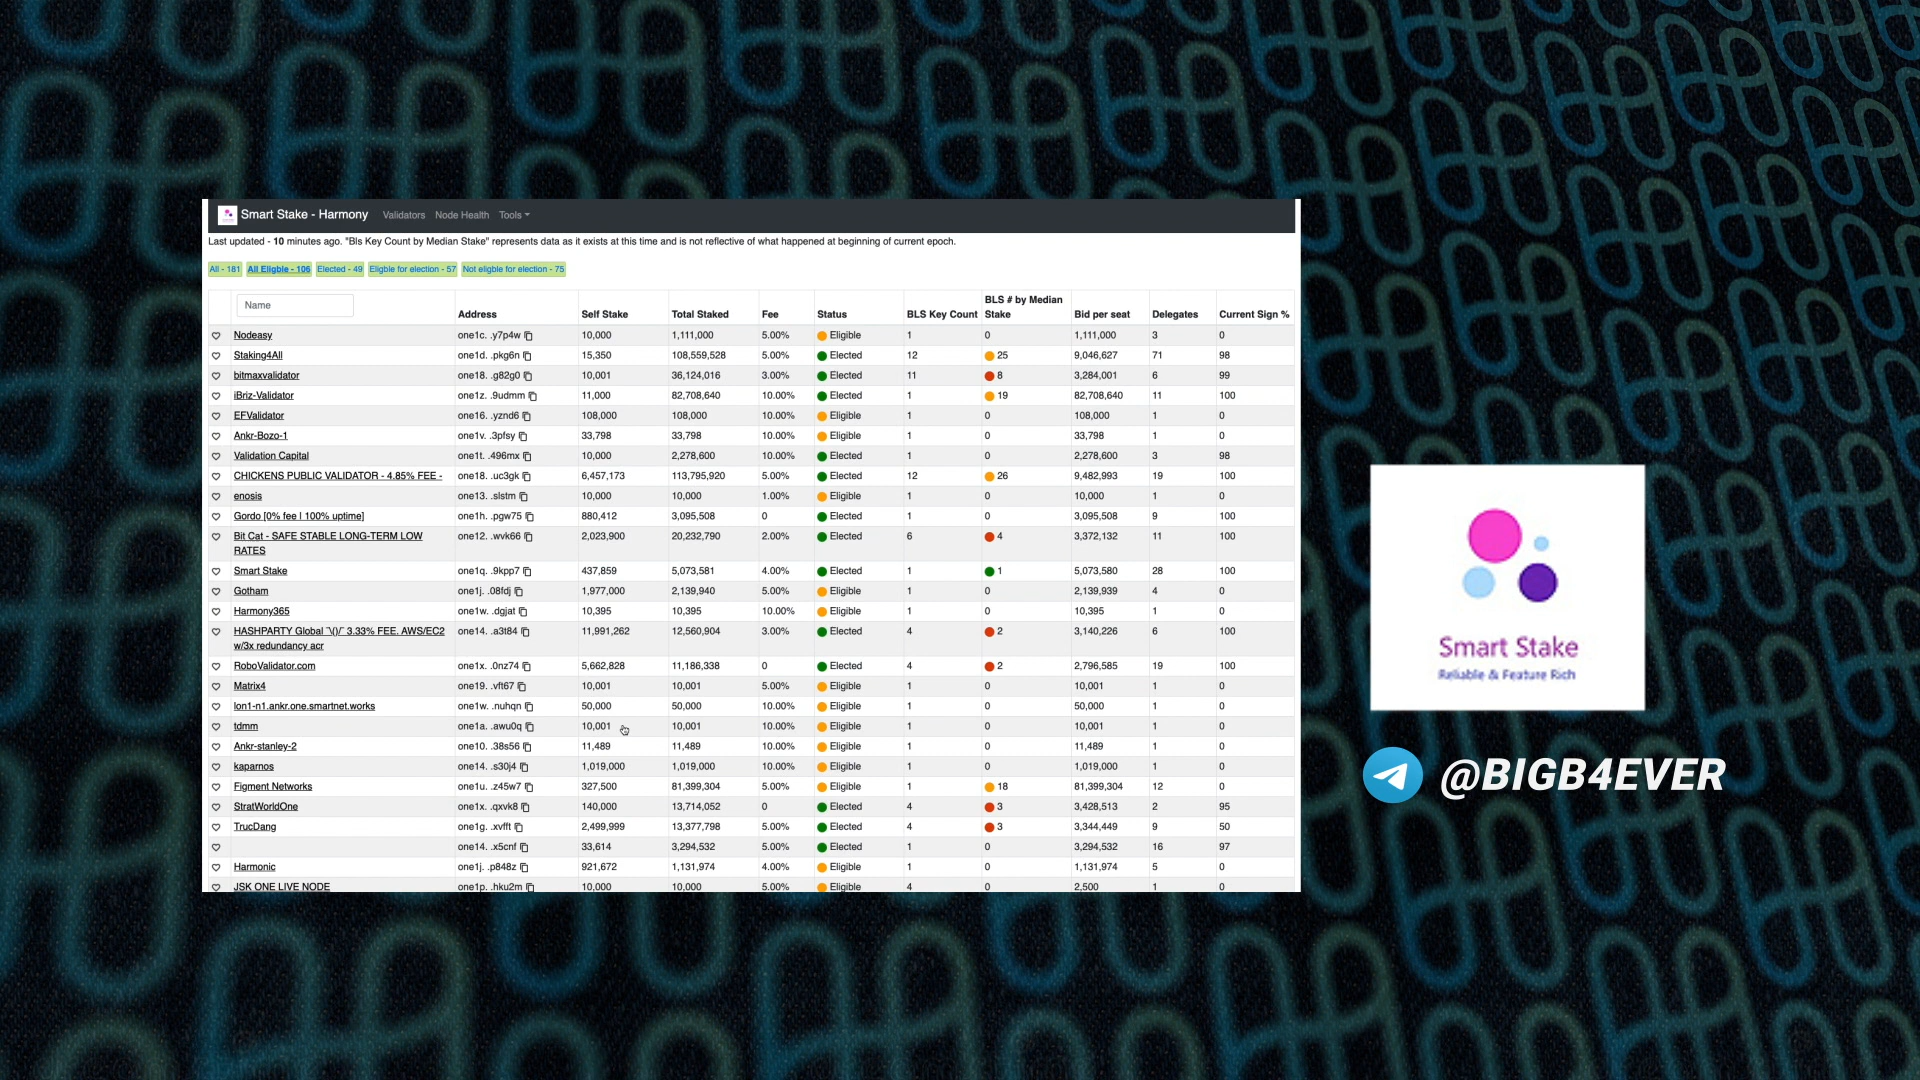 Smart Stake - Harmony Validators Node Health Tools
Last updated - 10 minutes ago. "Bls Key Count by Median Stake" represents data as it exists at this time and is not reflective of what happened at beginning of current epoch.
All - 181 All Eligble - 106 Elected - 49 Eligible for election - 57 Not eligible for election - 75
Name Address Self Stake Total Staked Fee Status BLS Key Count BLS # by Median Stake Bid per seat Delegates Current Sign %
Nodeasy one1c. .y7p4w 10,000 1,111,000 5.00% Eligible 1 0 1,111,000 3 0
Staking4All one1d. .pkg6n 15,350 108,559,528 5.00% Elected 12 25 9,046,627 71 98
bitmaxvalidator one18. .g82g0 10,001 36,124,016 3.00% Elected 11 8 3,284,001 6 99
iBriz-Validator one1z. .9udmm 11,000 82,708,640 10.00% Elected 1 19 82,708,640 11 100
EFValidator one16. .yznd6 108,000 108,000 10.00% Eligible 1 0 108,000 1 0
Ankr-Bozo-1 one1v. .3pfsy 33,798 33,798 10.00% Eligible 1 0 33,798 1 0
Validation Capital one1t. .496mx 10,000 2,278,600 10.00% Elected 1 0 2,278,600 3 98
CHICKENS PUBLIC VALIDATOR - 4.85% FEE - one18. .uc3gk 6,457,173 113,795,920 5.00% Elected 12 26 9,482,993 19 100
enosis one13. .slstm 10,000 10,000 1.00% Eligible 1 0 10,000 1 0
Gordo [0% fee | 100% uptime] one1h. .pgw75 880,412 3,095,508 0 Elected 1 0 3,095,508 9 100
Bit Cat - SAFE STABLE LONG-TERM LOW RATES one12. .wvk66 2,023,900 20,232,790 2.00% Elected 6 4 3,372,132 11 100
Smart Stake one1q. .9kpp7 437,859 5,073,581 4.00% Elected 1 1 5,073,580 28 100
Gotham one1j. .08fdj 1,977,000 2,139,940 5.00% Eligible 1 0 2,139,939 4 0
Harmony365 one1w. .dgjat 10,395 10,395 10.00% Eligible 1 0 10,395 1 0
HASHPARTY Global ¯\()/¯ 3.33% FEE. AWS/EC2 w/3x redundancy acr one14. .a3t84 11,991,262 12,560,904 3.00% Elected 4 2 3,140,226 6 100
RoboValidator.com one1x. .0nz74 5,662,828 11,186,338 0 Elected 4 2 2,796,585 19 100
Matrix4 one19. .vft67 10,001 10,001 5.00% Eligible 1 0 10,001 1 0
lon1-n1.ankr.one.smartnet.works one1w. .nuhqn 50,000 50,000 10.00% Eligible 1 0 50,000 1 0
tdmm one1a. .awu0q 10,001 10,001 10.00% Eligible 1 0 10,001 1 0
Ankr-stanley-2 one10. .38s56 11,489 11,489 10.00% Eligible 1 0 11,489 1 0
kaparnos one14. .s30j4 1,019,000 1,019,000 10.00% Eligible 1 0 1,019,000 1 0
Figment Networks one1u. .z45w7 327,500 81,399,304 5.00% Eligible 1 18 81,399,304 12 0
StratWorldOne one1x. .qxvk8 140,000 13,714,052 0 Elected 4 3 3,428,513 2 95
TrucDang one1g. .xvfft 2,499,999 13,377,798 5.00% Elected 4 3 3,344,449 9 50
one14. .x5cnf 33,614 3,294,532 5.00% Elected 1 0 3,294,532 16 97
Harmonic one1j. .p848z 921,672 1,131,974 4.00% Eligible 1 0 1,131,974 5 0
JSK ONE LIVE NODE one1p. .hku2m 10,000 10,000 5.00% Eligible 4 0 2,500 1 0
Smart Stake
Reliable & Feature Rich
@BIGB4EVER